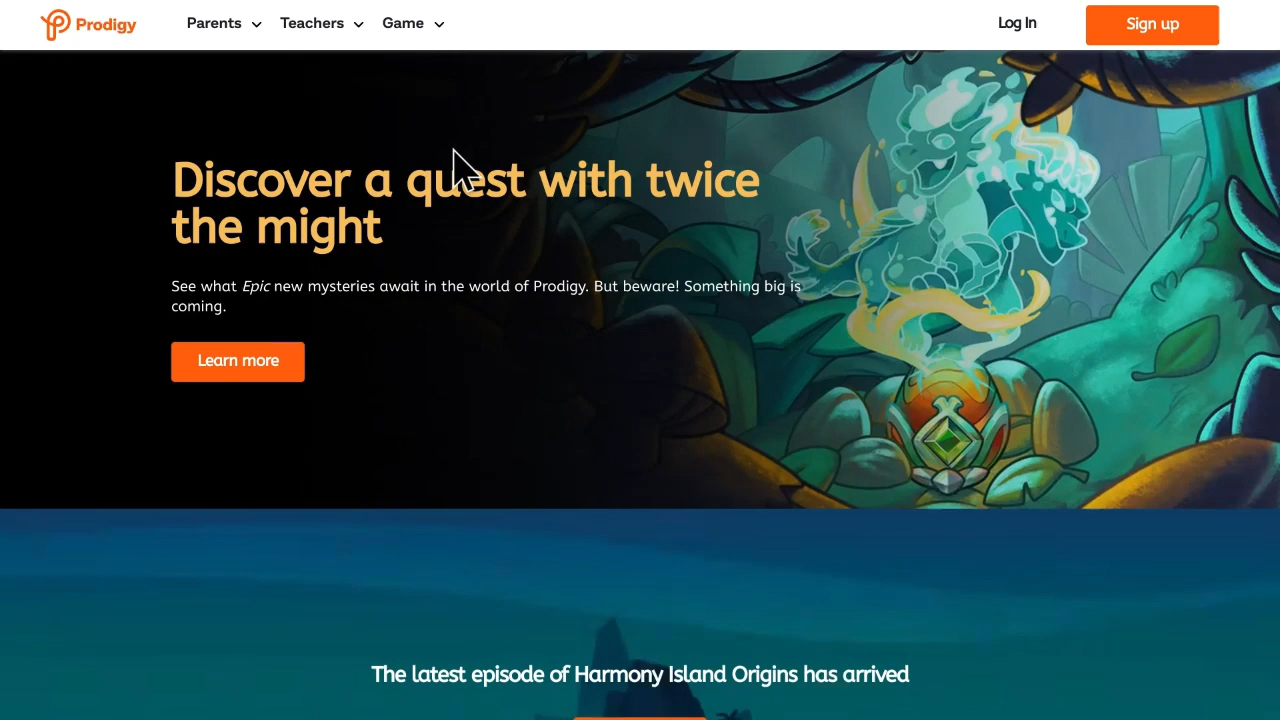 Prodigy
Parents
Teachers
Game
Log In
Sign up
Discover a quest with twice
the might
See what Epic new mysteries await in the world of Prodigy. But beware! Something big is
coming.
Learn more
The latest episode of Harmony Island Origins has arrived